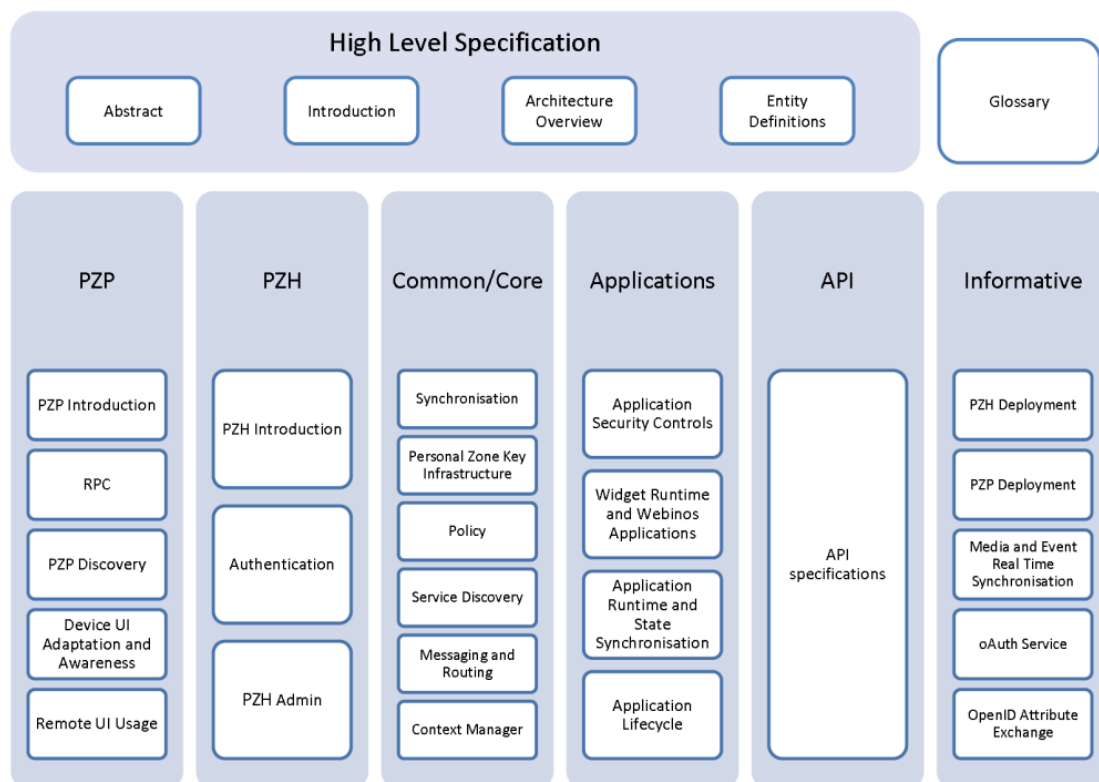 High Level Specification
Abstract
Introduction
Architecture
Overview
Entity
Definitions
Glossary
PZP
PZP Introduction
RPC
PZP Discovery
Device UI
Adaptation and
Awareness
Remote UI Usage
PZH
PZH Introduction
Authentication
PZH Admin
Common/Core
Synchronisation
Personal Zone Key
Infrastructure
Policy
Service Discovery
Messaging and
Routing
Context Manager
Applications
Application
Security Controls
Widget Runtime
and Webinos
Applications
Application
Runtime and
State
Synchronisation
Application
Lifecycle
API
API
specifications
Informative
PZH Deployment
PZP Deployment
Media and Event
Real Time
Synchronisation
oAuth Service
OpenID Attribute
Exchange